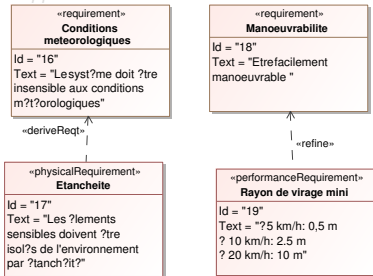 «requirement»
Conditions
meteorologiques
Id = "16"
Text = "Lesyst?me doit ?tre
insensible aux conditions
m?t?orologiques"
«requirement»
Manoeuvrabilite
Id = "18"
Text = "Etrefacilement
manoeuvrable "
«deriveReqt»
«refine»
«physicalRequirement»
Etancheite
Id = "17"
Text = "Les ?lements
sensibles doivent ?tre
isol?s de l'environnement
par ?tanch?it?"
«performanceRequirement»
Rayon de virage mini
Id = "19"
Text = "?5 km/h: 0,5 m
? 10 km/h: 2.5 m
? 20 km/h: 10 m"